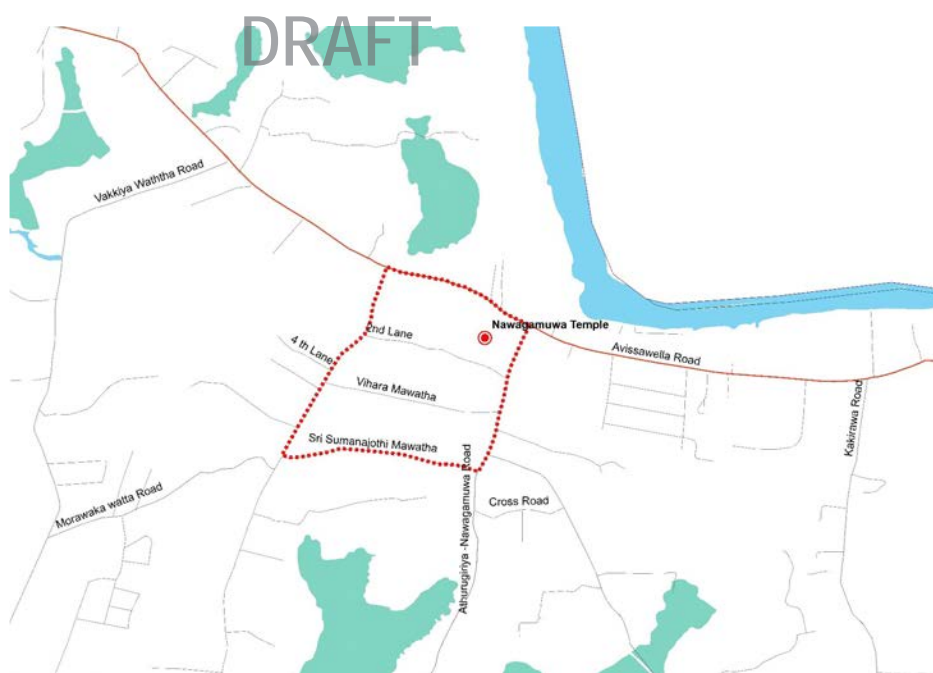 DRAFT
Vakkiya Waththa Road
Nawagamuwa Temple
2nd Lane
4 th Lane
Avissawella Road
Vihara Mawatha
Kakirawa Road
Sri Sumanajothi Mawatha
Morawaka watta Road
Cross Road
Athurugiriya -Nawagamuwa Road